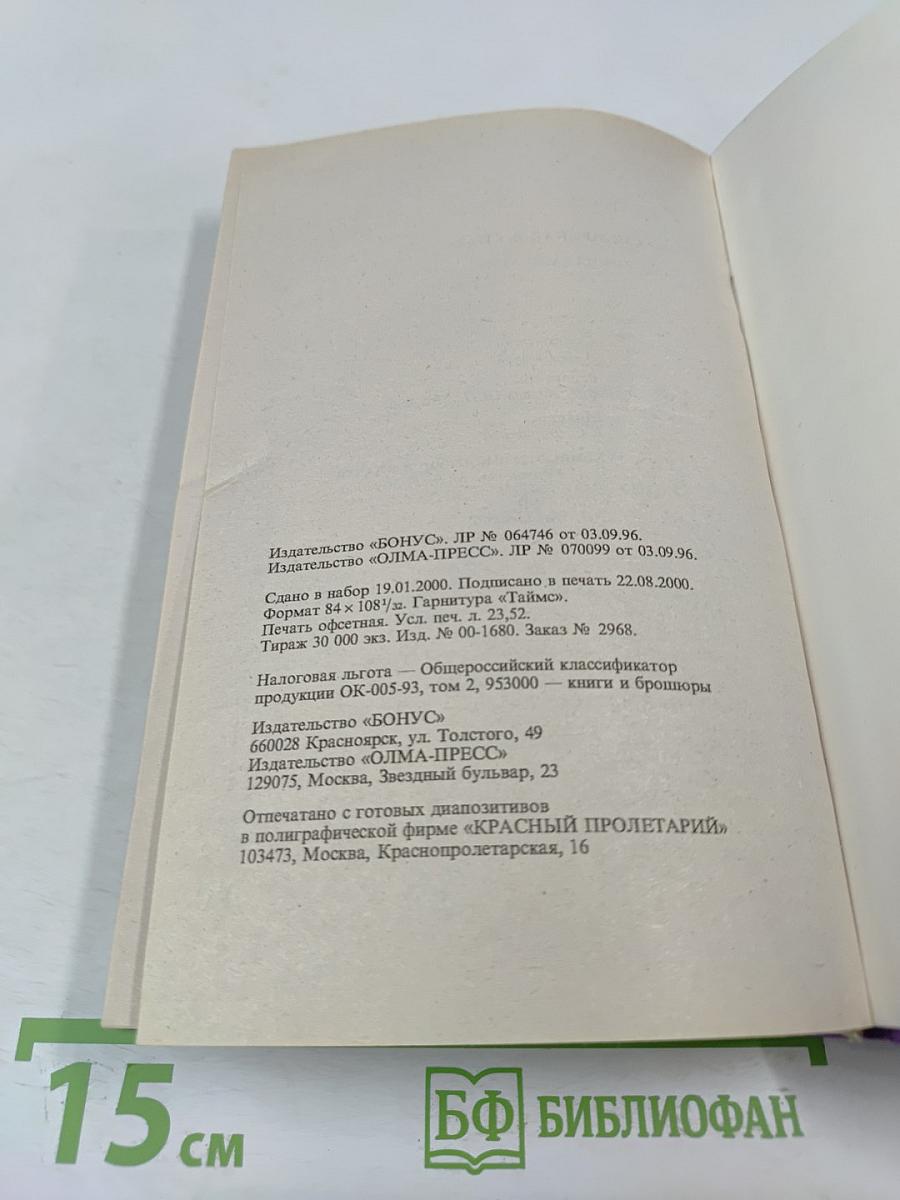 Издательство «БОНУС». ЛР № 064746 от 03.09.96.
Издательство «ОЛМА-ПРЕСС». ЛР № 070099 от 03.09.96.
Сдано в набор 19.01.2000. Подписано в печать 22.08.2000.
Формат 84 × 108 1/32. Гарнитура «Таймс».
Печать офсетная. Усл. печ. л. 23,52.
Тираж 30 000 экз. Изд. № 00-1680. Заказ № 2968.
Налоговая льгота — Общероссийский классификатор
продукции ОК-005-93, том 2, 953000 — книги и брошюры
Издательство «БОНУС»
660028 Красноярск, ул. Толстого, 49
Издательство «ОЛМА-ПРЕСС»
129075, Москва, Звездный бульвар, 23
Отпечатано с готовых диапозитивов
в полиграфической фирме «КРАСНЫЙ ПРОЛЕТАРИЙ»
103473, Москва, Краснопролетарская, 16
15 см
БФ БИБЛИОФАН